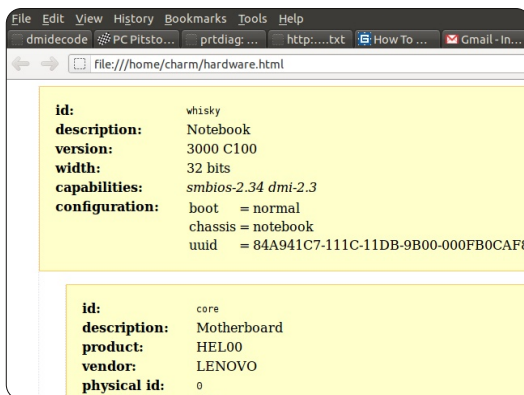 File Edit View History Bookmarks Tools Help
dmidecode PC Pitsto... prtdiag: ... http:....txt How To ... Gmail - In...
file:///home/charm/hardware.html
id: whisky
description: Notebook
version: 3000 C100
width: 32 bits
capabilities: smbios-2.34 dmi-2.3
configuration: boot = normal
chassis = notebook
uuid = 84A941C7-111C-11DB-9B00-000FB0CAF8
id: core
description: Motherboard
product: HEL00
vendor: LENOVO
physical id: 0